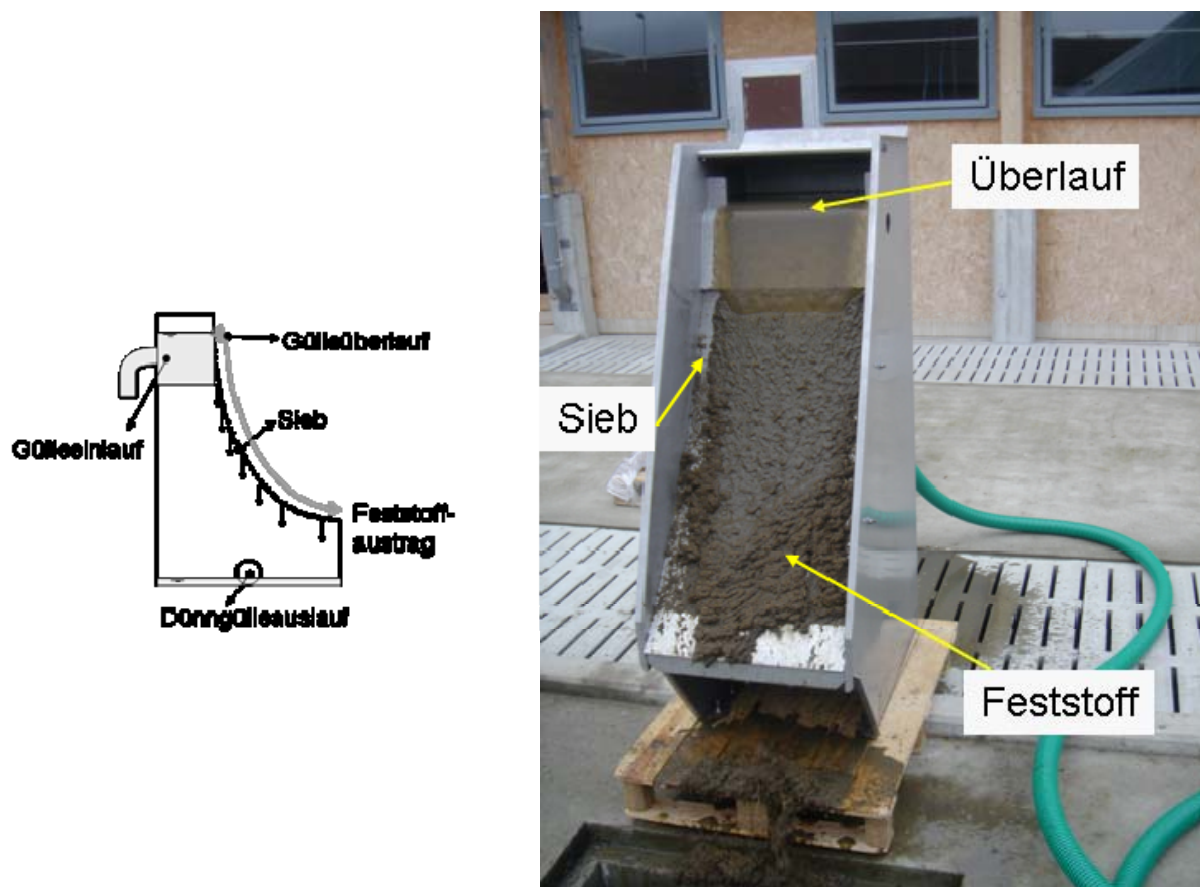 Gülleüberlauf
Sieb
Gülleeinlauf
Feststoff-
austrag
Dünngülleauslauf
Überlauf
Sieb
Feststoff